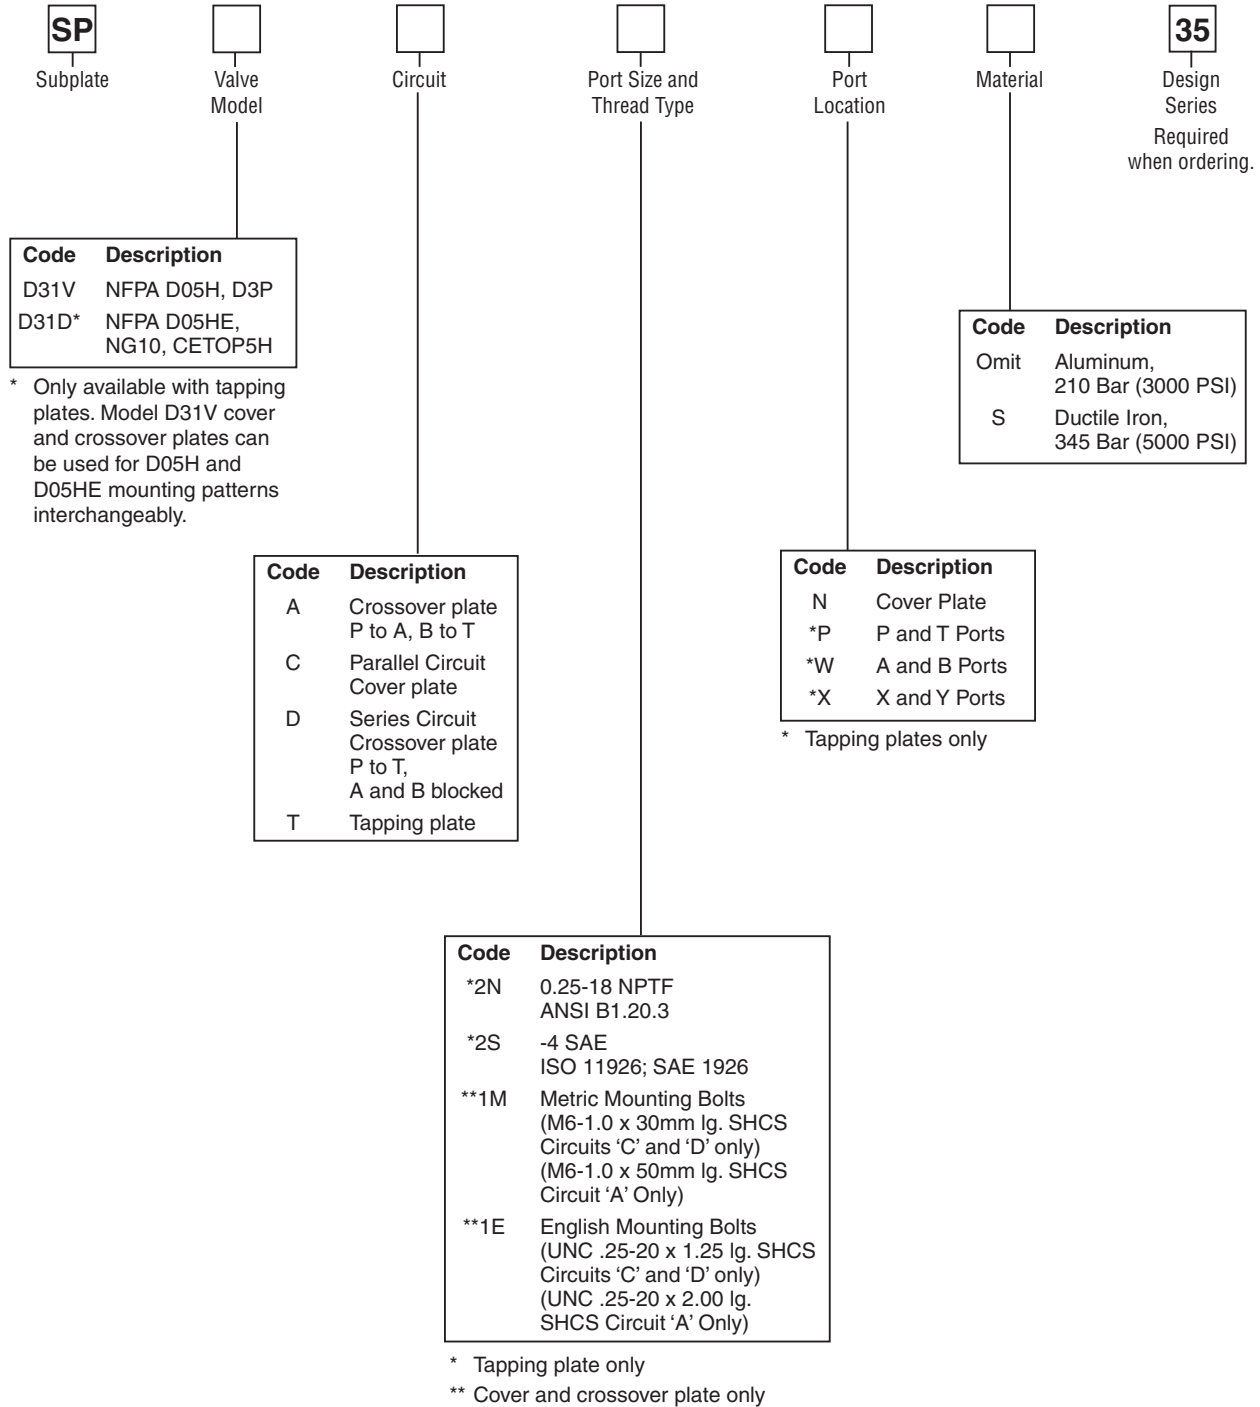 SP
35
Subplate
Valve
Model
Circuit
Port Size and
Thread Type
Port
Location
Material
Design
Series
Required
when ordering.
Code Description
D31V NFPA D05H, D3P
D31D* NFPA D05HE,
NG10, CETOP5H
* Only available with tapping
plates. Model D31V cover
and crossover plates can
be used for D05H and
D05HE mounting patterns
interchangeably.
Code Description
Omit Aluminum,
210 Bar (3000 PSI)
S Ductile Iron,
345 Bar (5000 PSI)
Code Description
A Crossover plate
P to A, B to T
C Parallel Circuit
Cover plate
D Series Circuit
Crossover plate
P to T,
A and B blocked
T Tapping plate
Code Description
N Cover Plate
*P P and T Ports
*W A and B Ports
*X X and Y Ports
* Tapping plates only
Code Description
*2N 0.25-18 NPTF
ANSI B1.20.3
*2S -4 SAE
ISO 11926; SAE 1926
**1M Metric Mounting Bolts
(M6-1.0 x 30mm lg. SHCS
Circuits ‘C’ and ‘D’ only)
(M6-1.0 x 50mm lg. SHCS
Circuit ‘A’ Only)
**1E English Mounting Bolts
(UNC .25-20 x 1.25 lg. SHCS
Circuits ‘C’ and ‘D’ only)
(UNC .25-20 x 2.00 lg.
SHCS Circuit ‘A’ Only)
* Tapping plate only
** Cover and crossover plate only